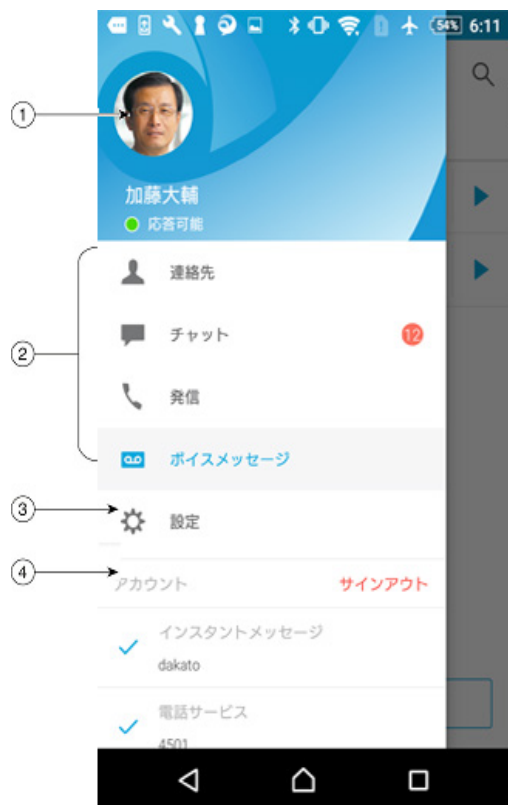 54% 6:11
①
加藤大輔
応答可能
②
連絡先
チャット 12
発信
ボイスメッセージ
③
設定
④
アカウント サインアウト
インスタントメッセージ
dakato
電話サービス
4501